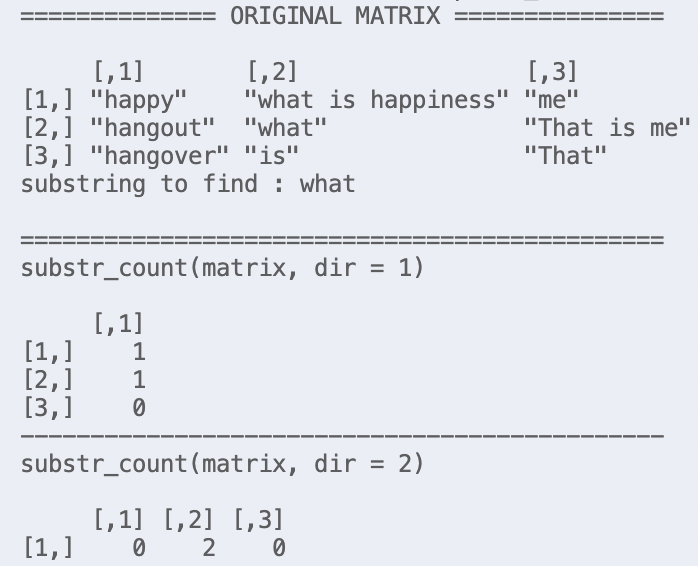 ============== ORIGINAL MATRIX ===============
     [,1]       [,2]                [,3]
[1,] "happy"    "what is happiness" "me"
[2,] "hangout"  "what"              "That is me"
[3,] "hangover" "is"                "That"
substring to find : what
==============================================
substr_count(matrix, dir = 1)
     [,1]
[1,]    1
[2,]    1
[3,]    0
----------------------------------------------
substr_count(matrix, dir = 2)
     [,1] [,2] [,3]
[1,]    0    2    0